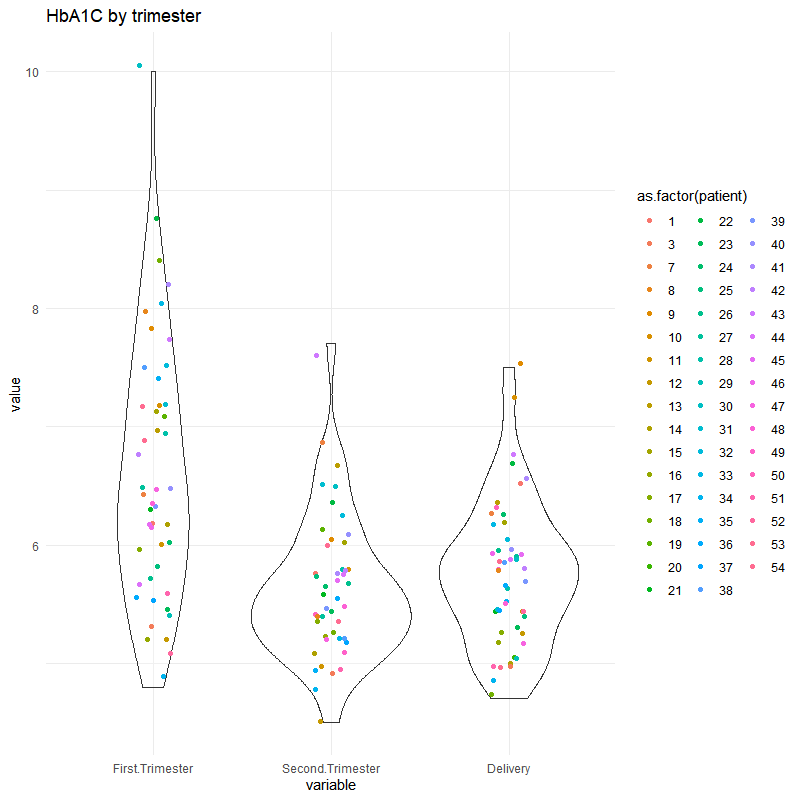 HbA1C by trimester
10
8
6
value
First.Trimester Second.Trimester Delivery
variable
as.factor(patient)
1 22 39
3 23 40
7 24 41
8 25 42
9 26 43
10 27 44
11 28 45
12 29 46
13 30 47
14 31 48
15 32 49
16 33 50
17 34 51
18 35 52
19 36 53
20 37 54
21 38